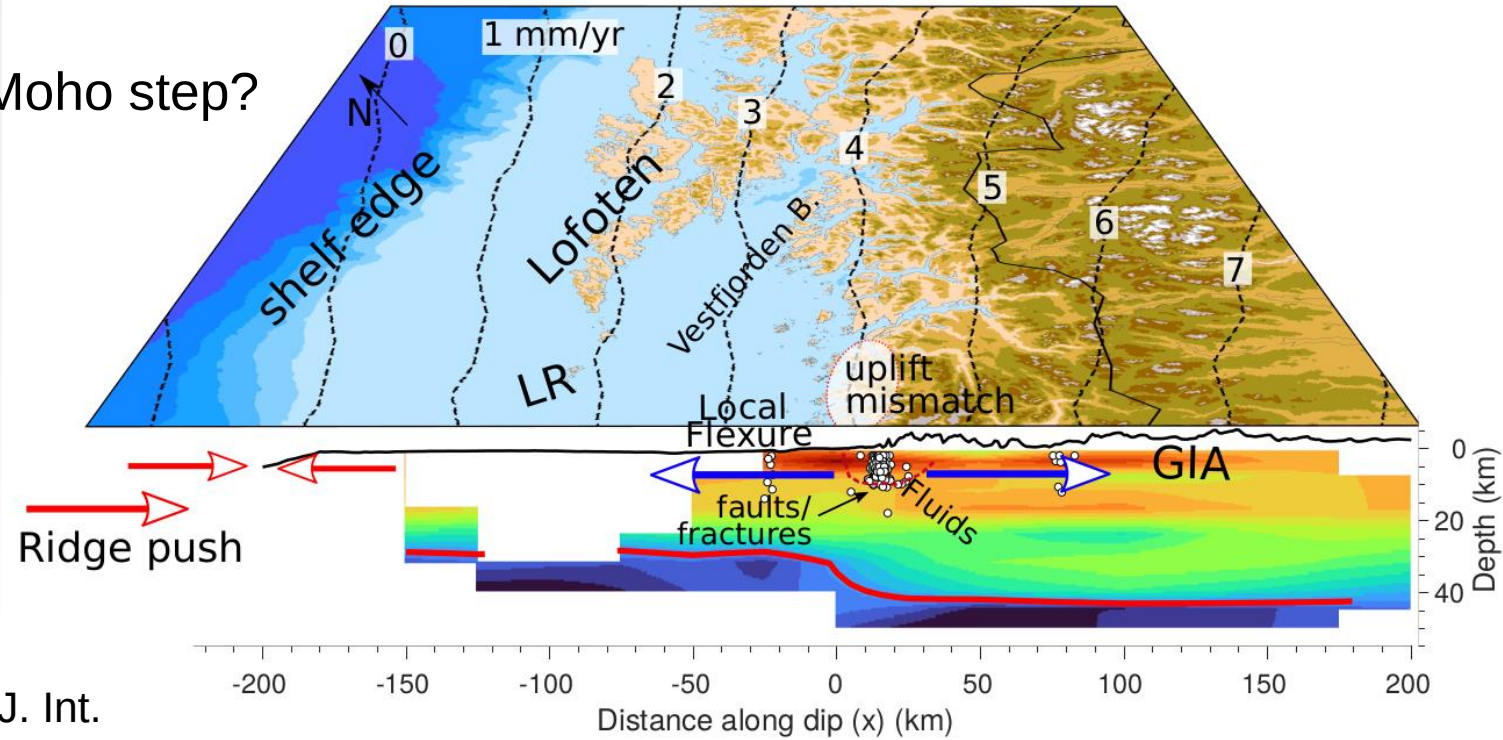 0
1 mm/yr
Moho step?
2
N
3
4
shelf-edge
Lofoten
5
Vestfjorden B.
6
7
LR
uplift
mismatch
Local
Flexure
GIA
faults/
fractures
Fluids
Ridge push
0
20
40
Depth (km)
-200 -150 -100 -50 0 50 100 150 200
J. Int.
Distance along dip (x) (km)